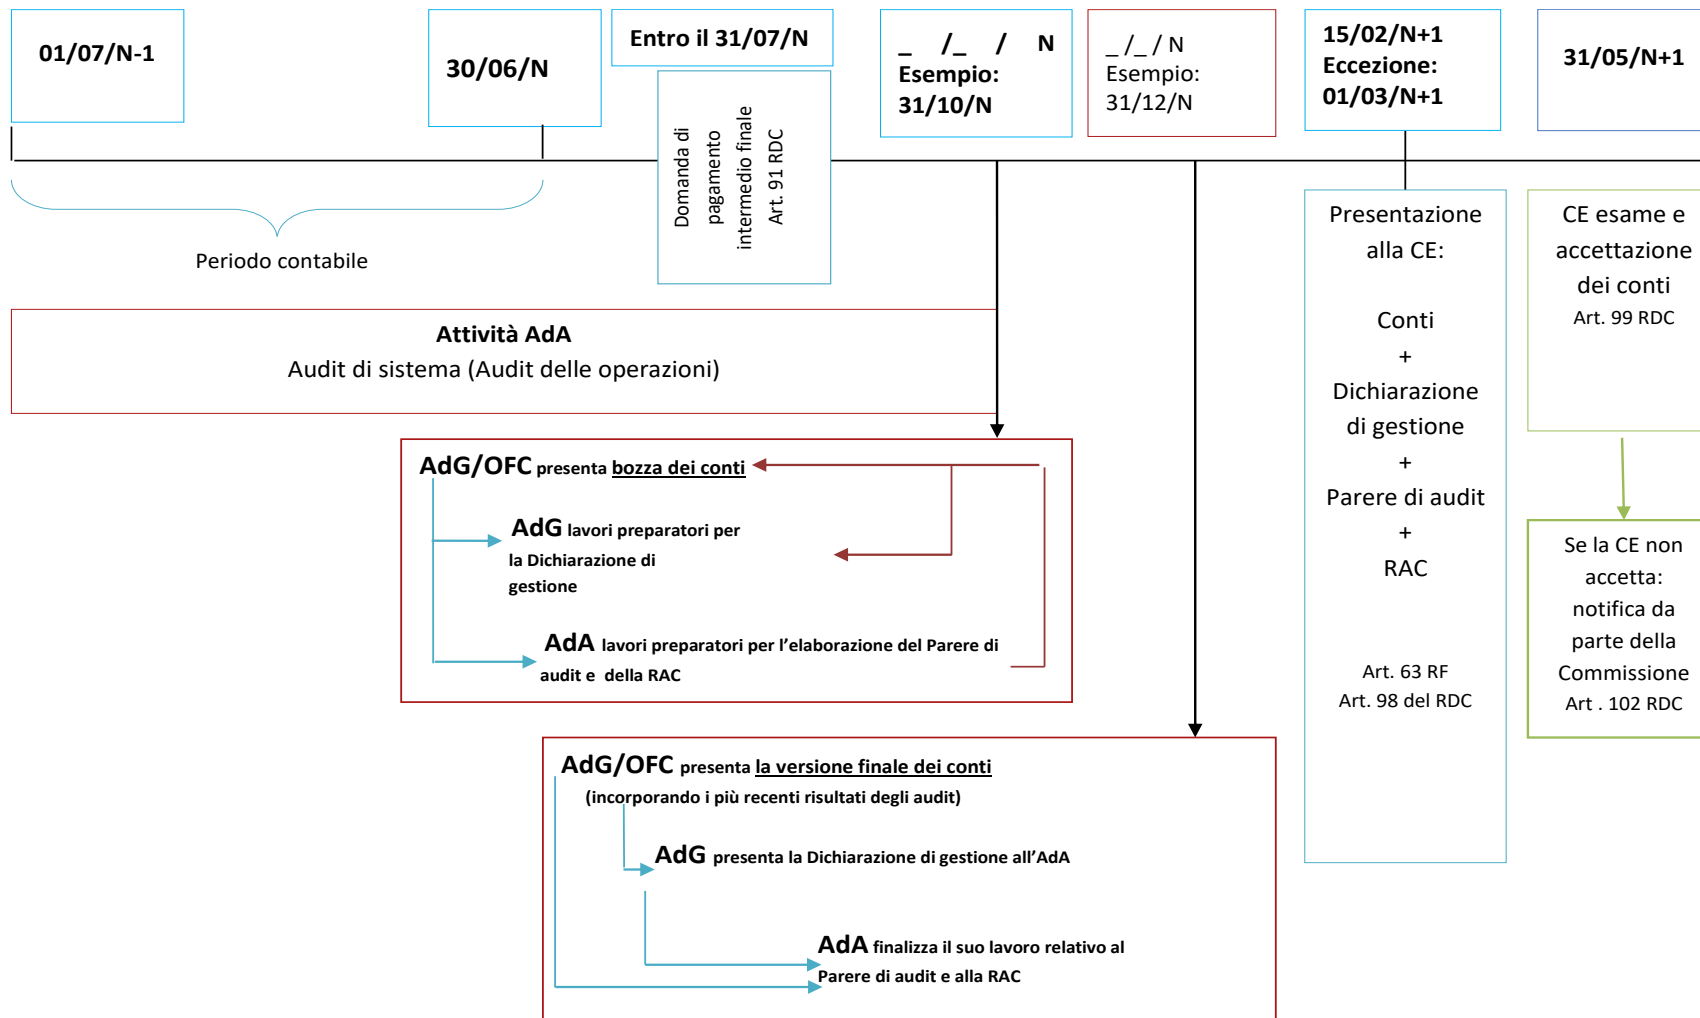 01/07/N-1
30/06/N
Entro il 31/07/N
_ /_ / N
Esempio:
31/10/N
_ /_ / N
Esempio:
31/12/N
15/02/N+1
Eccezione:
01/03/N+1
31/05/N+1
Domanda di
pagamento
intermedio finale
Art. 91 RDC
Periodo contabile
Attività AdA
Audit di sistema (Audit delle operazioni)
AdG/OFC presenta bozza dei conti
AdG lavori preparatori per
la Dichiarazione di
gestione
AdA lavori preparatori per l’elaborazione del Parere di
audit e della RAC
AdG/OFC presenta la versione finale dei conti
(incorporando i più recenti risultati degli audit)
AdG presenta la Dichiarazione di gestione all’AdA
AdA finalizza il suo lavoro relativo al
Parere di audit e alla RAC
Presentazione
alla CE:
Conti
+
Dichiarazione
di gestione
+
Parere di audit
+
RAC
Art. 63 RF
Art. 98 del RDC
CE esame e
accettazione
dei conti
Art. 99 RDC
Se la CE non
accetta:
notifica da
parte della
Commissione
Art . 102 RDC